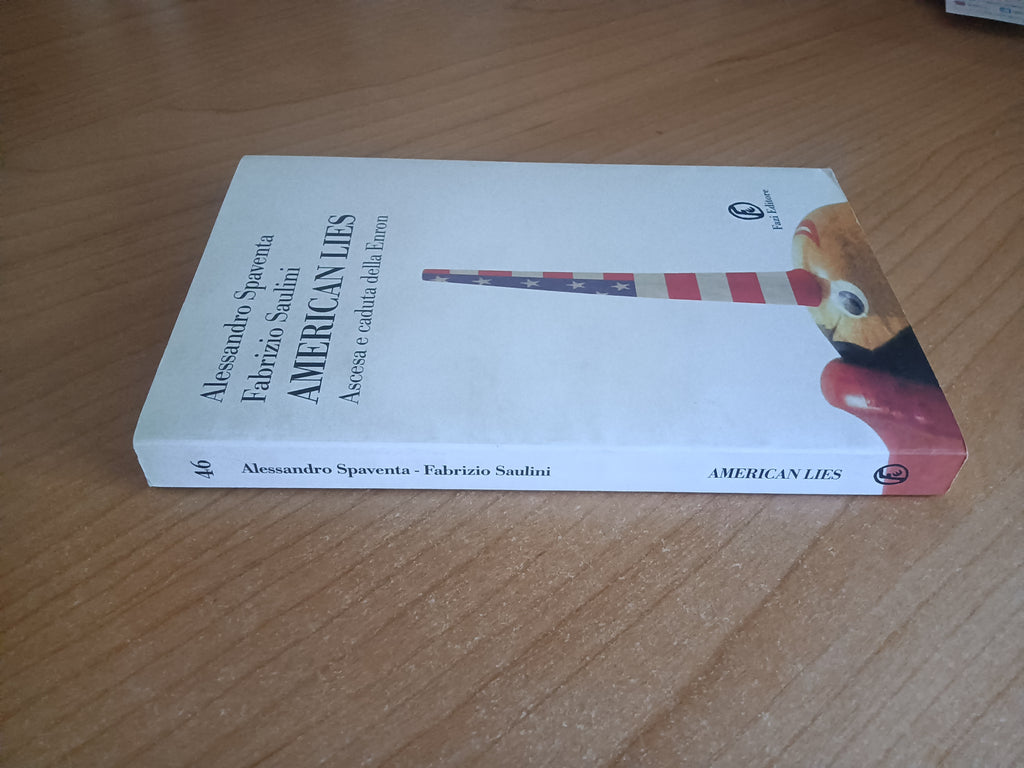 Alessandro Spaventa
Fabrizio Saulini
AMERICAN LIES
Ascesa e caduta della Enron
Fazi Editore
46
Alessandro Spaventa - Fabrizio Saulini
AMERICAN LIES